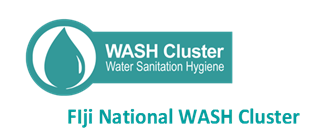 WASH Cluster
Water Sanitation Hygiene
FIji National WASH Cluster